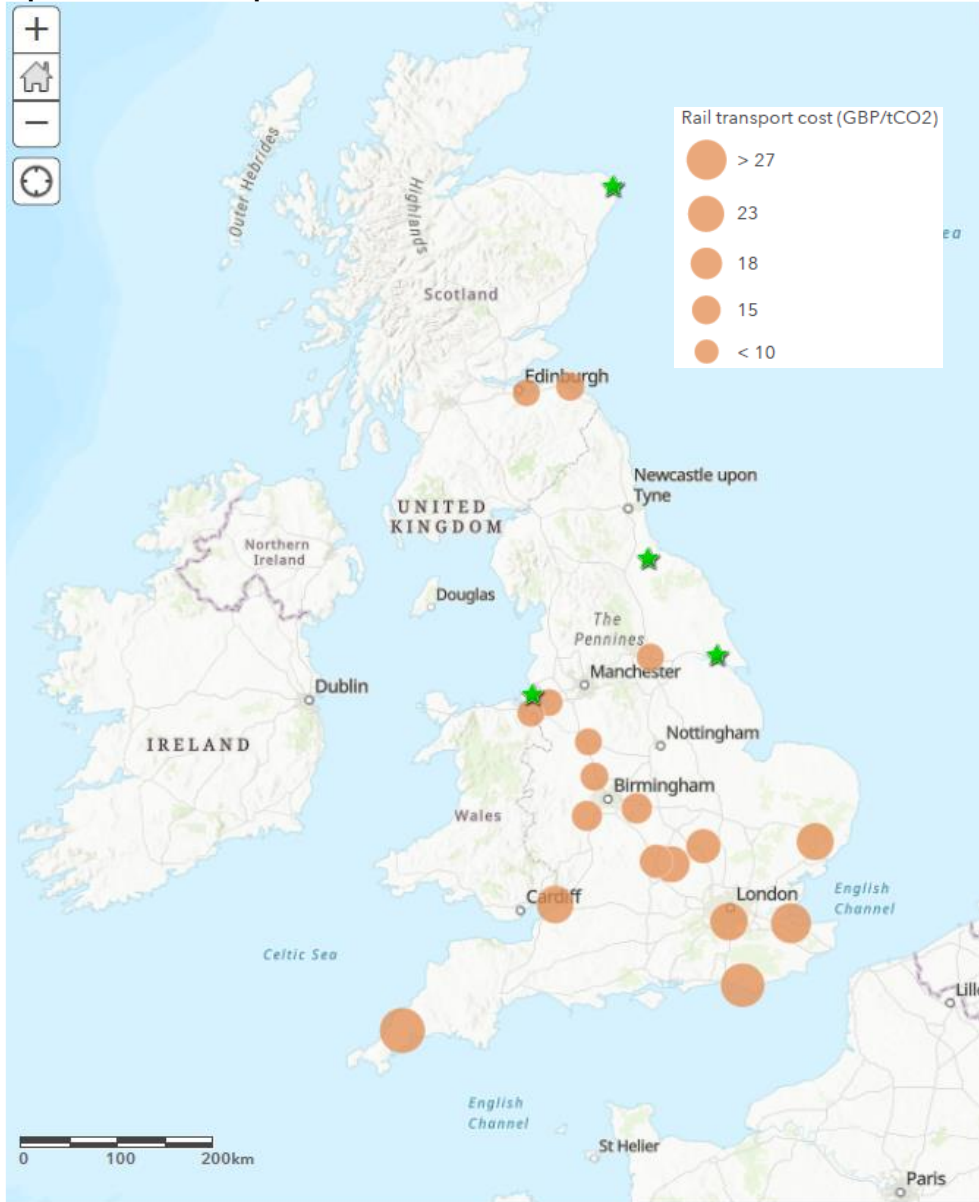 +
−
Outer Hebrides
Highlands
Rail transport cost (GBP/tCO2)
> 27
23
18
15
< 10
ea
Scotland
Edinburgh
Newcastle upon
Tyne
UNITED
KINGDOM
Northern
Ireland
Douglas
The
Pennines
Manchester
Dublin
Nottingham
IRELAND
Birmingham
Wales
Cardiff
London
English
Channel
Celtic Sea
Lill
English
Channel
0 100 200km
St Helier
Paris